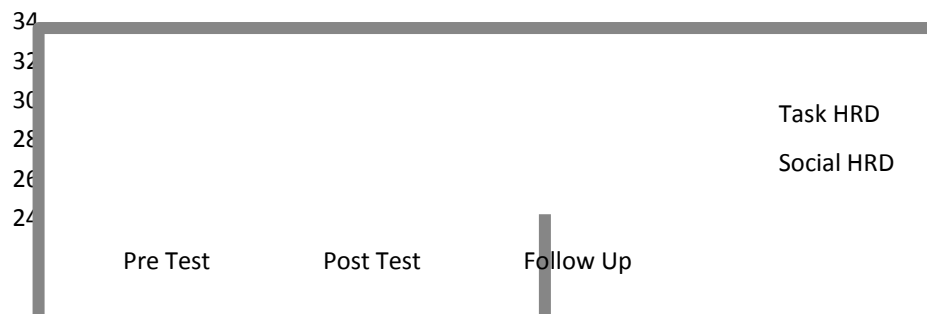 34
32
30
28
26
24
Task HRD
Social HRD
Pre Test Post Test Follow Up